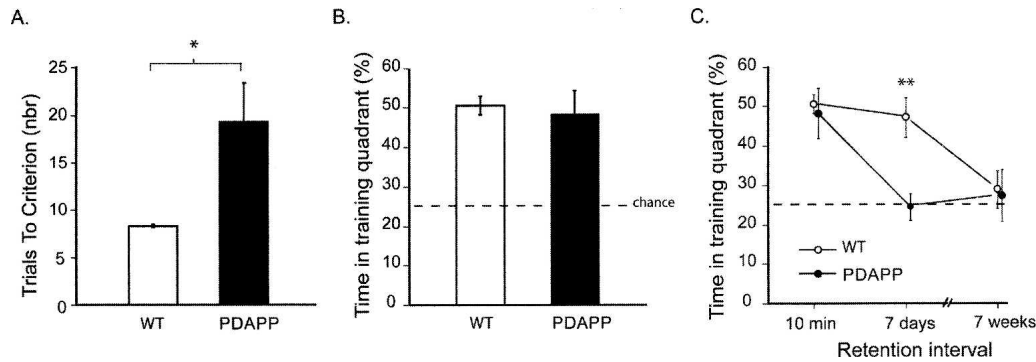 A.
*
Trials To Criterion (nbr)
25
20
15
10
5
0
WT PDAPP
B.
Time in training quadrant (%)
60
50
40
30
20
10
0
chance
WT PDAPP
C.
Time in training quadrant (%)
60
50
40
30
20
10
0
**
WT
PDAPP
10 min 7 days 7 weeks
Retention interval